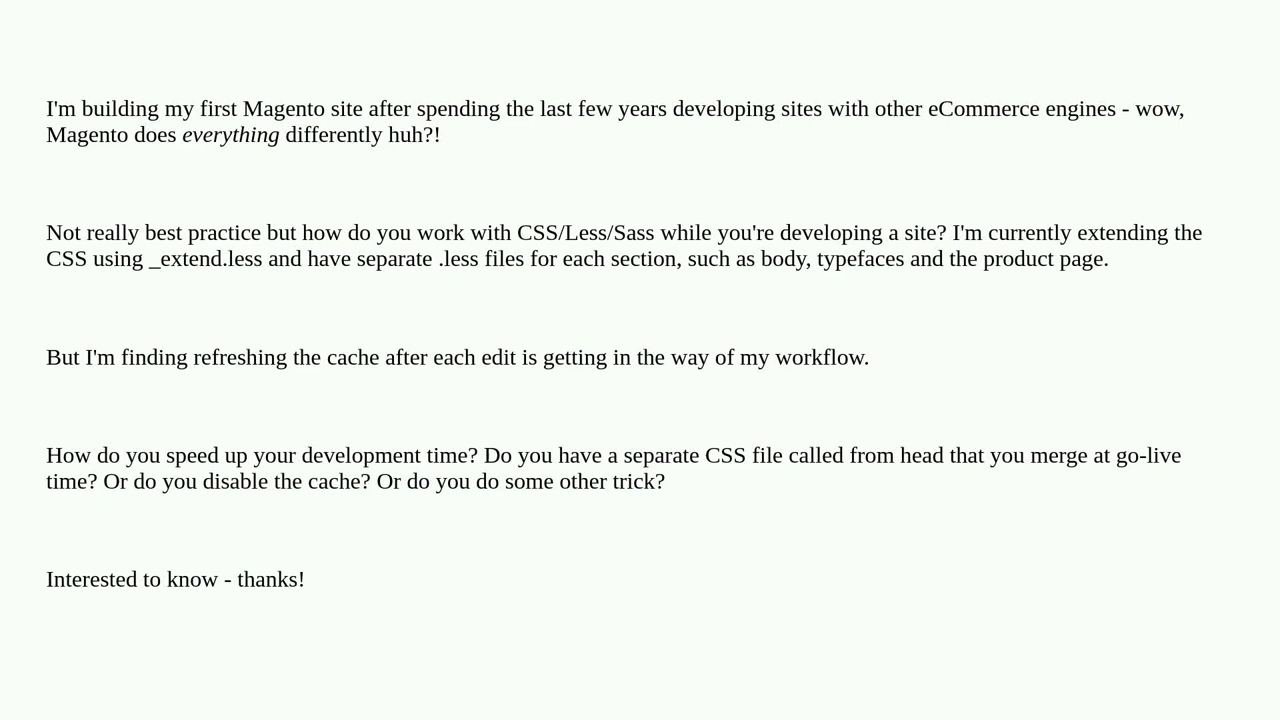 I'm building my first Magento site after spending the last few years developing sites with other eCommerce engines - wow,
Magento does everything differently huh?!
Not really best practice but how do you work with CSS/Less/Sass while you're developing a site? I'm currently extending the
CSS using _extend.less and have separate .less files for each section, such as body, typefaces and the product page.
But I'm finding refreshing the cache after each edit is getting in the way of my workflow.
How do you speed up your development time? Do you have a separate CSS file called from head that you merge at go-live
time? Or do you disable the cache? Or do you do some other trick?
Interested to know - thanks!